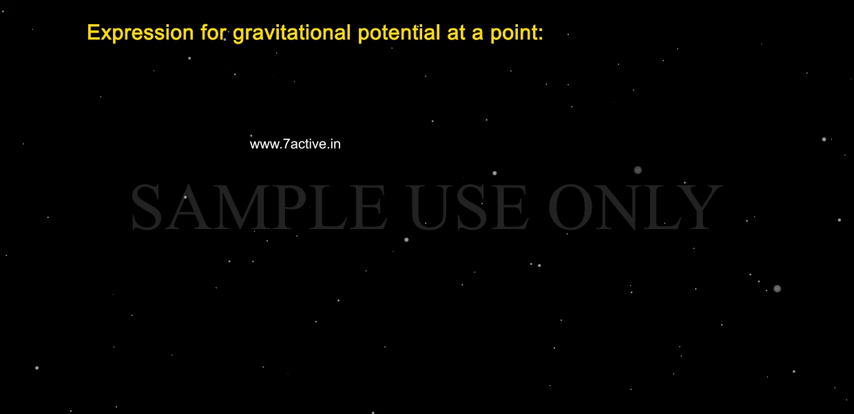 Expression for gravitational potential at a point:
www.7active.in
SAMPLE USE ONLY